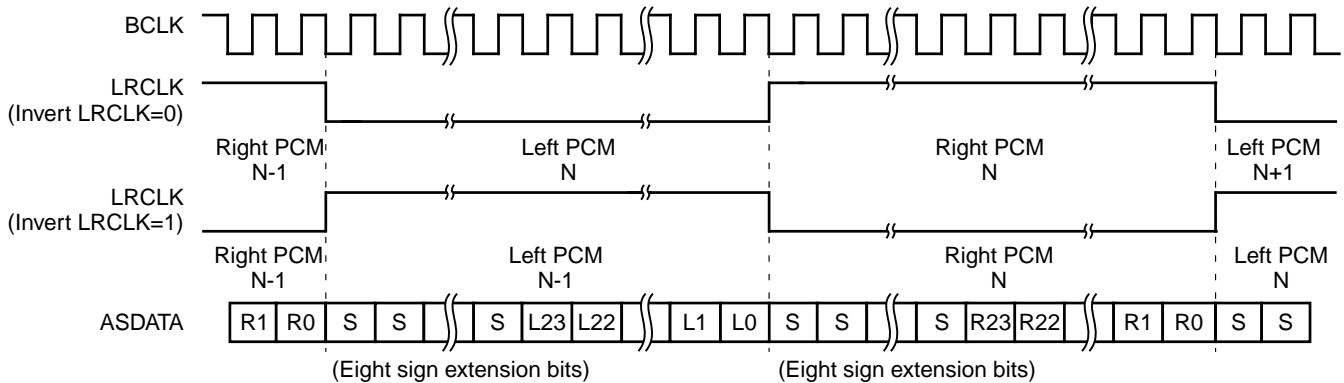 BCLK
LRCLK
(Invert LRCLK=0)
Right PCM
N-1
Left PCM
N
Right PCM
N
Left PCM
N+1
LRCLK
(Invert LRCLK=1)
Right PCM
N-1
Left PCM
N-1
Right PCM
N
Left PCM
N
ASDATA R1 R0 S S S L23 L22 L1 L0 S S S R23 R22 R1 R0 S S
(Eight sign extension bits) (Eight sign extension bits)